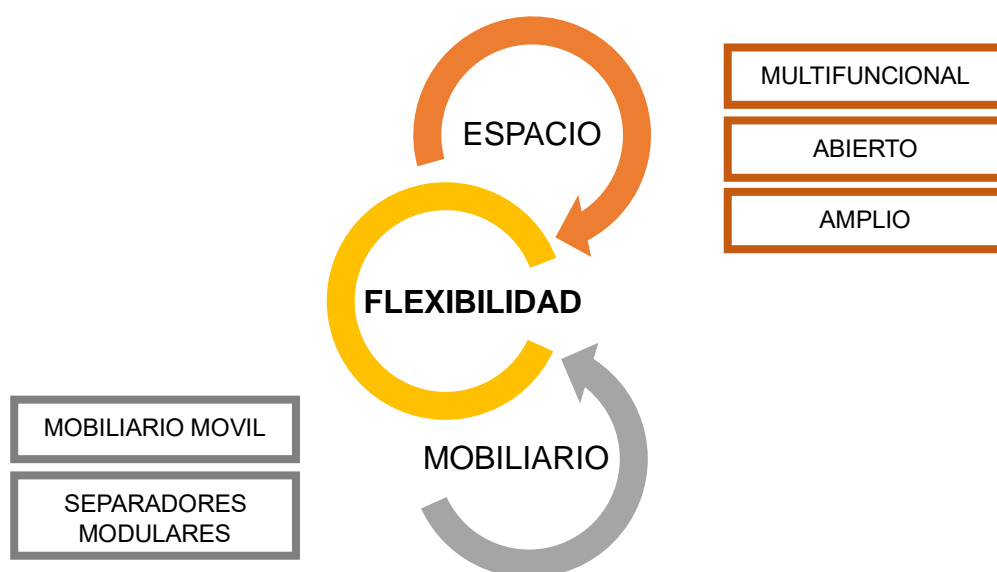 MULTIFUNCIONAL
ESPACIO
ABIERTO
AMPLIO
FLEXIBILIDAD
MOBILIARIO MOVIL
MOBILIARIO
SEPARADORES
MODULARES